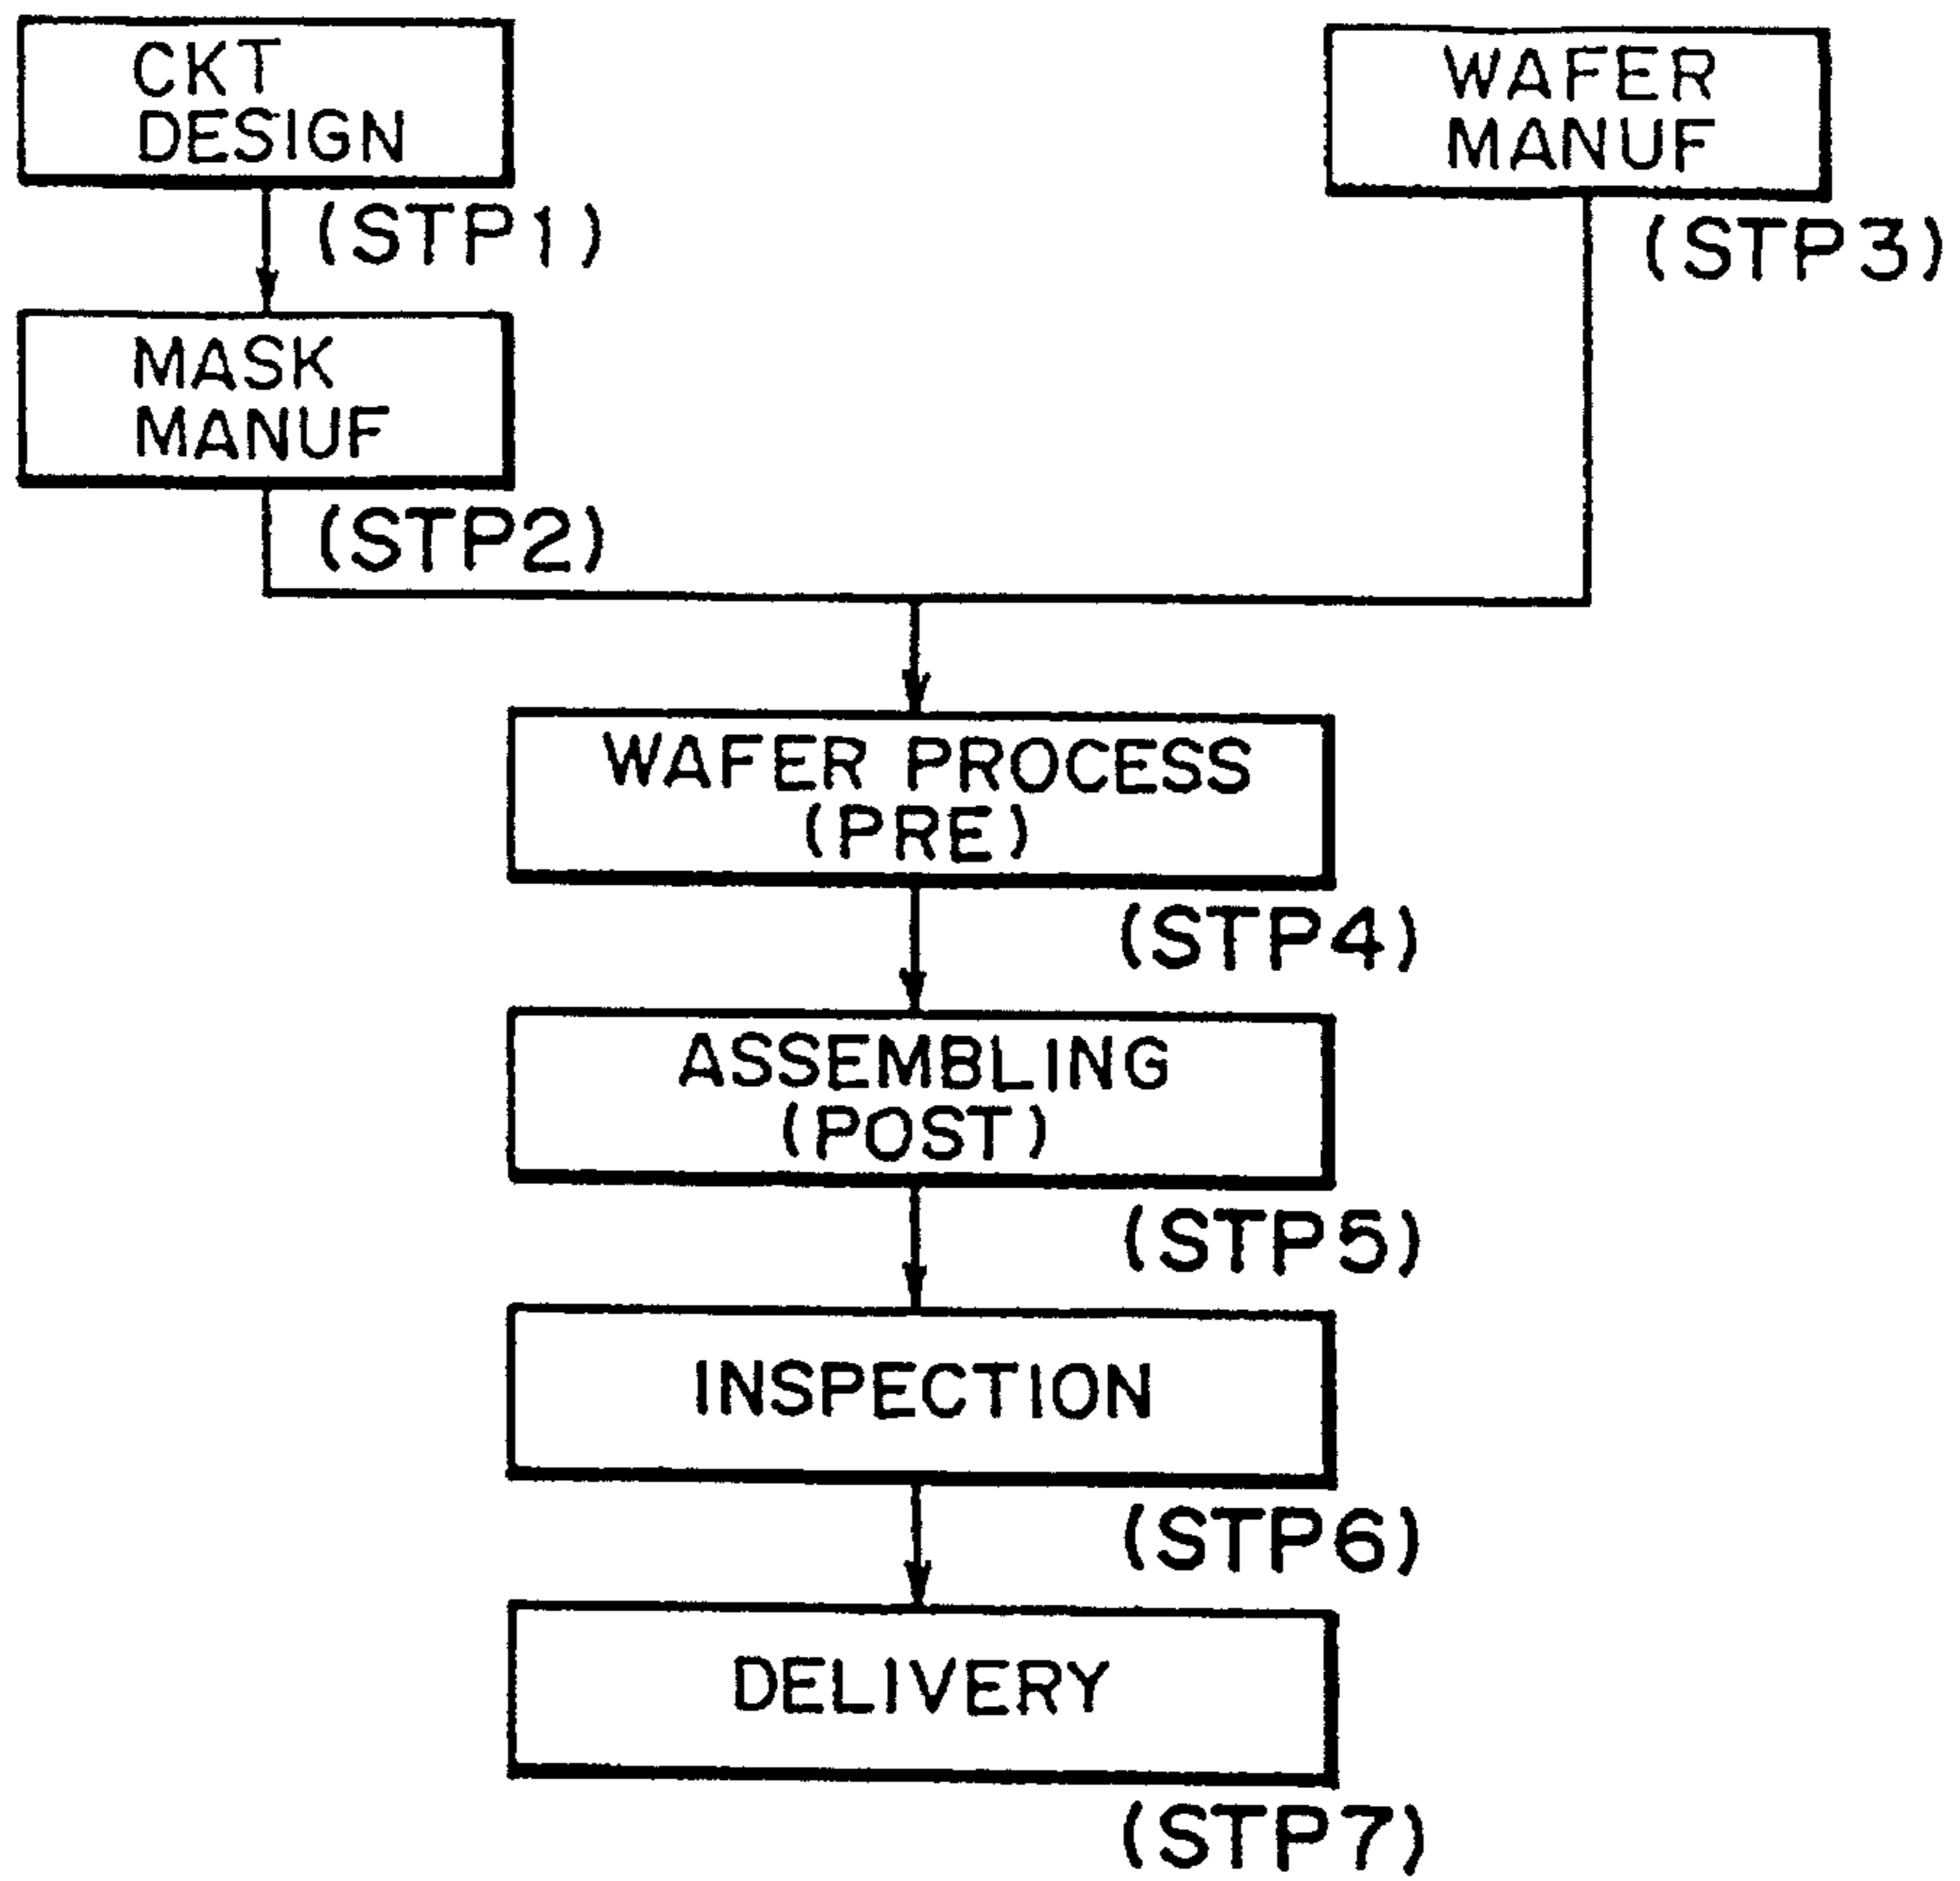 CKT
DESIGN
(STP1)
WAFER
MANUF
(STP3)
MASK
MANUF
(STP2)
WAFER PROCESS
(PRE)
(STP4)
ASSEMBLING
(POST)
(STP5)
INSPECTION
(STP6)
DELIVERY
(STP7)